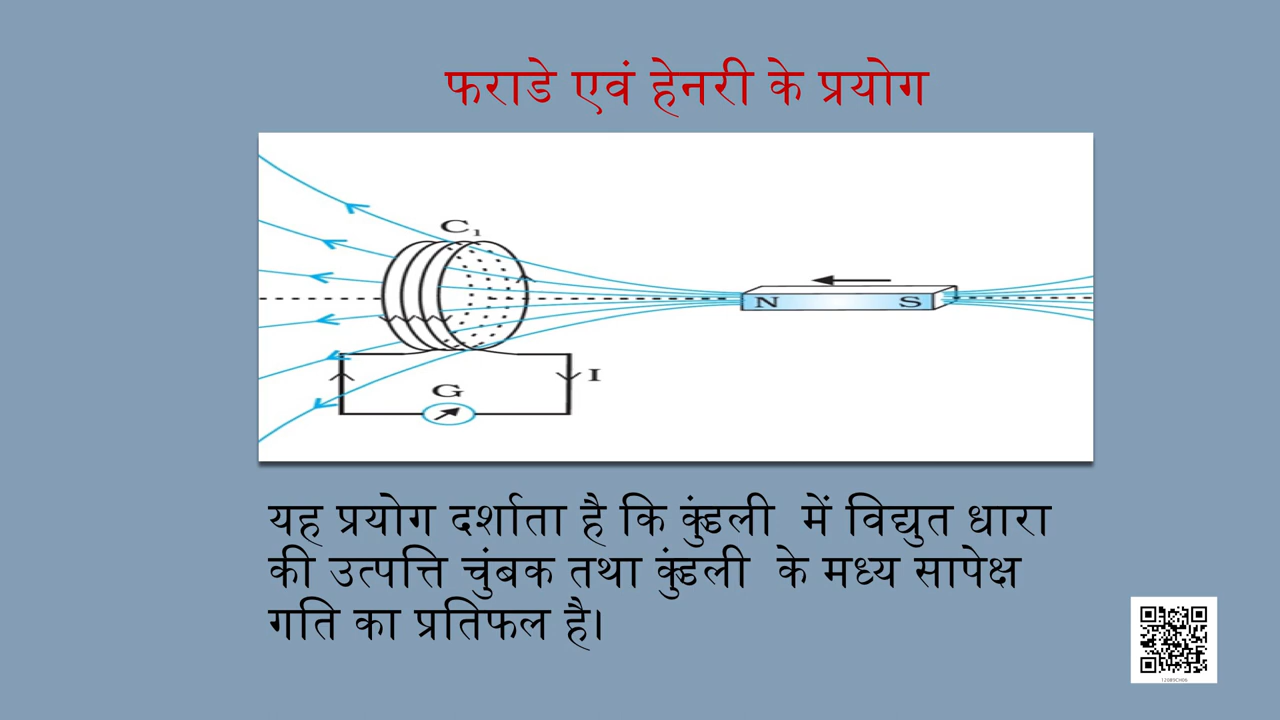 फराडे एवं हेनरी के प्रयोग
C₁
N S
I
G
यह प्रयोग दर्शाता है कि कुंडली में विद्युत धारा
की उत्पत्ति चुंबक तथा कुंडली के मध्य सापेक्ष
गति का प्रतिफल है।